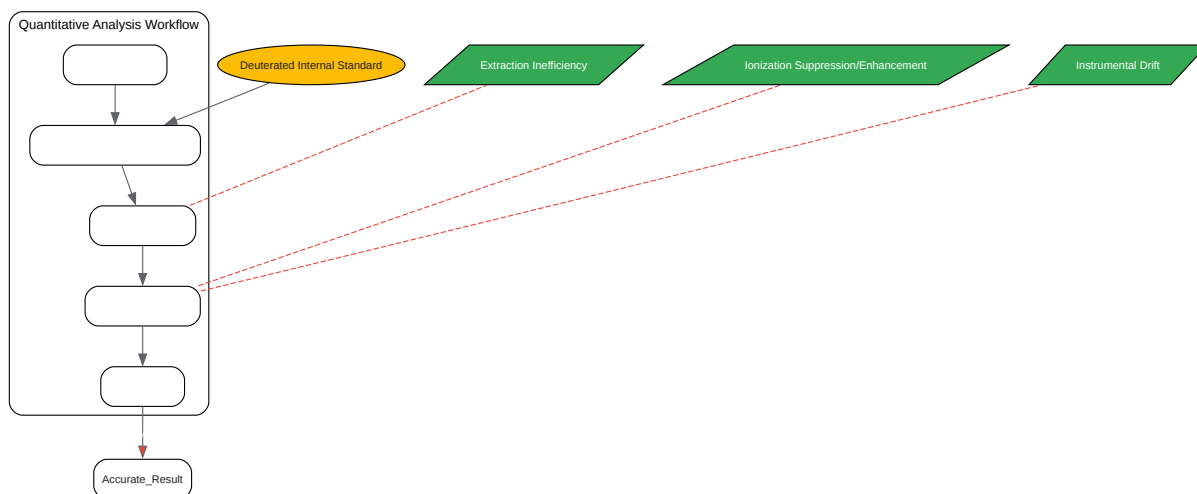 Quantitative Analysis Workflow
Deuterated Internal Standard
Extraction Inefficiency
Ionization Suppression/Enhancement
Instrumental Drift
Accurate_Result